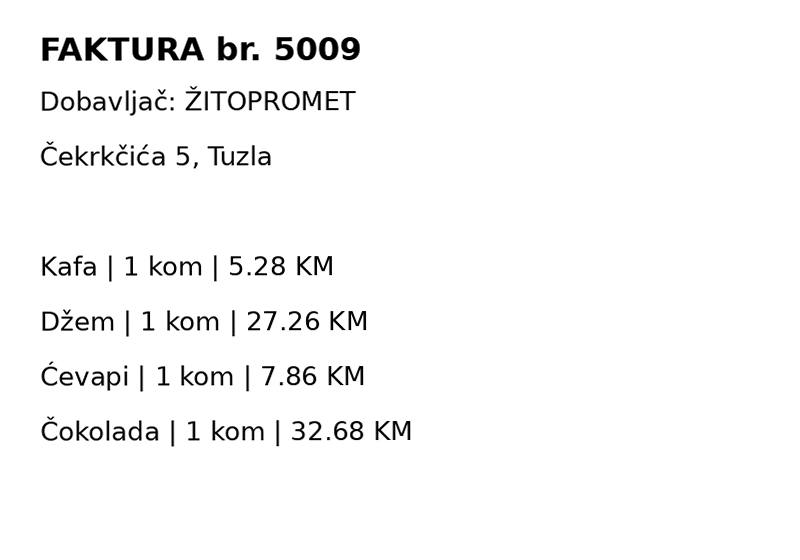 FAKTURA br. 5009
Dobavljač: ŽITOPROMET
Čekrkčića 5, Tuzla
Kafa | 1 kom | 5.28 KM
Džem | 1 kom | 27.26 KM
Ćevapi | 1 kom | 7.86 KM
Čokolada | 1 kom | 32.68 KM